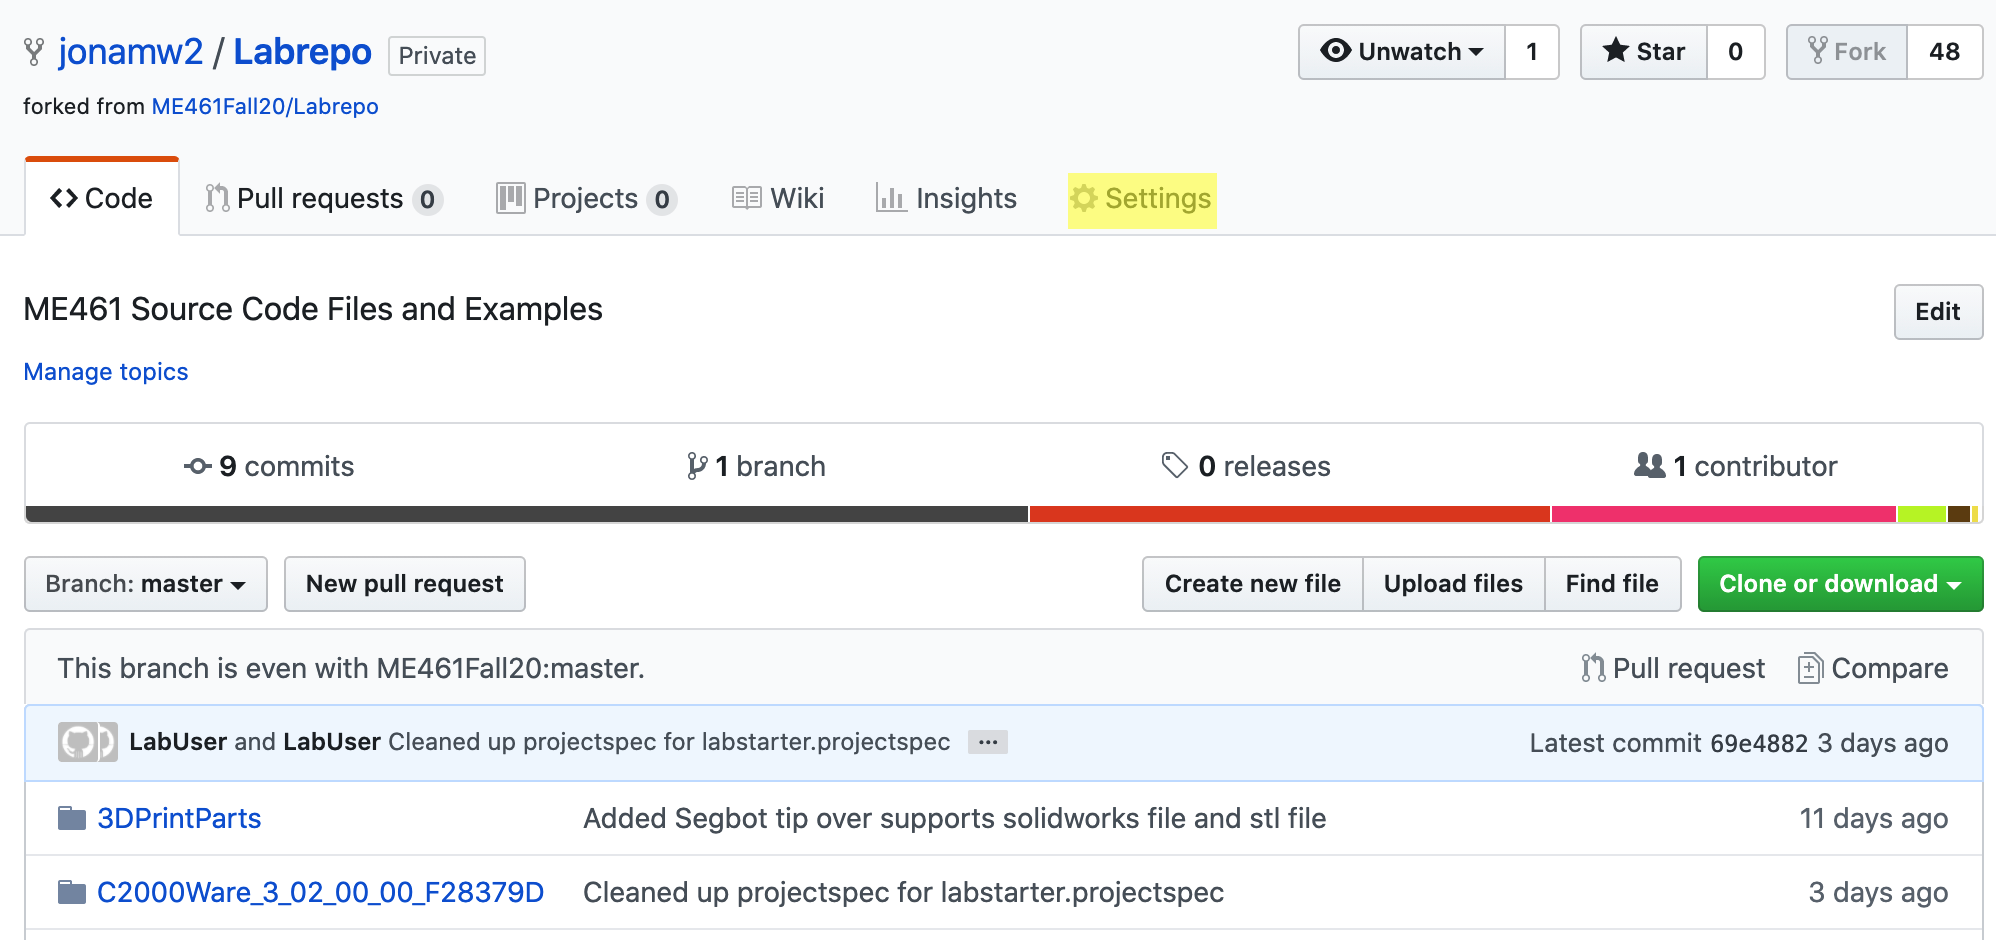 jonamw2 / Labrepo Private Unwatch 1 Star 0 Fork 48
forked from ME461Fall20/Labrepo
Code Pull requests 0 Projects 0 Wiki Insights Settings
ME461 Source Code Files and Examples Edit
Manage topics
9 commits 1 branch 0 releases 1 contributor
Branch: master New pull request Create new file Upload files Find file Clone or download
This branch is even with ME461Fall20:master. Pull request Compare
LabUser and LabUser Cleaned up projectspec for labstarter.projectspec ... Latest commit 69e4882 3 days ago
3DPrintParts Added Segbot tip over supports solidworks file and stl file 11 days ago
C2000Ware_3_02_00_00_F28379D Cleaned up projectspec for labstarter.projectspec 3 days ago